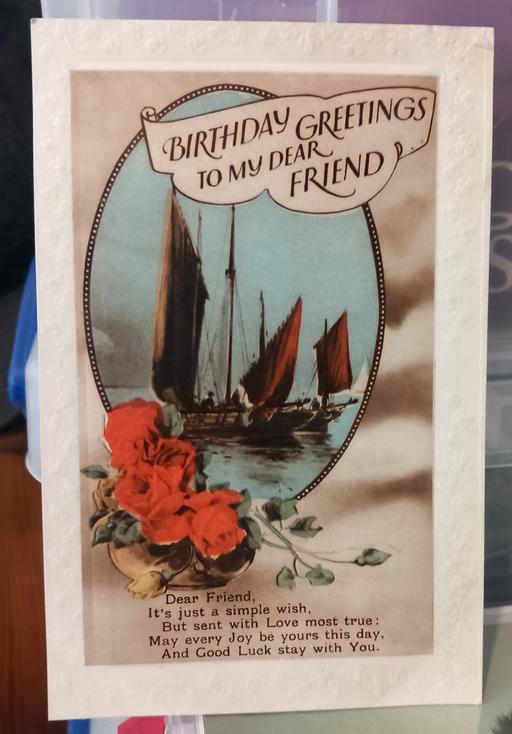 BIRTHDAY GREETINGS
TO MY DEAR
FRIEND
Dear Friend,
It's just a simple wish,
But sent with Love most true:
May every Joy be yours this day,
And Good Luck stay with You.